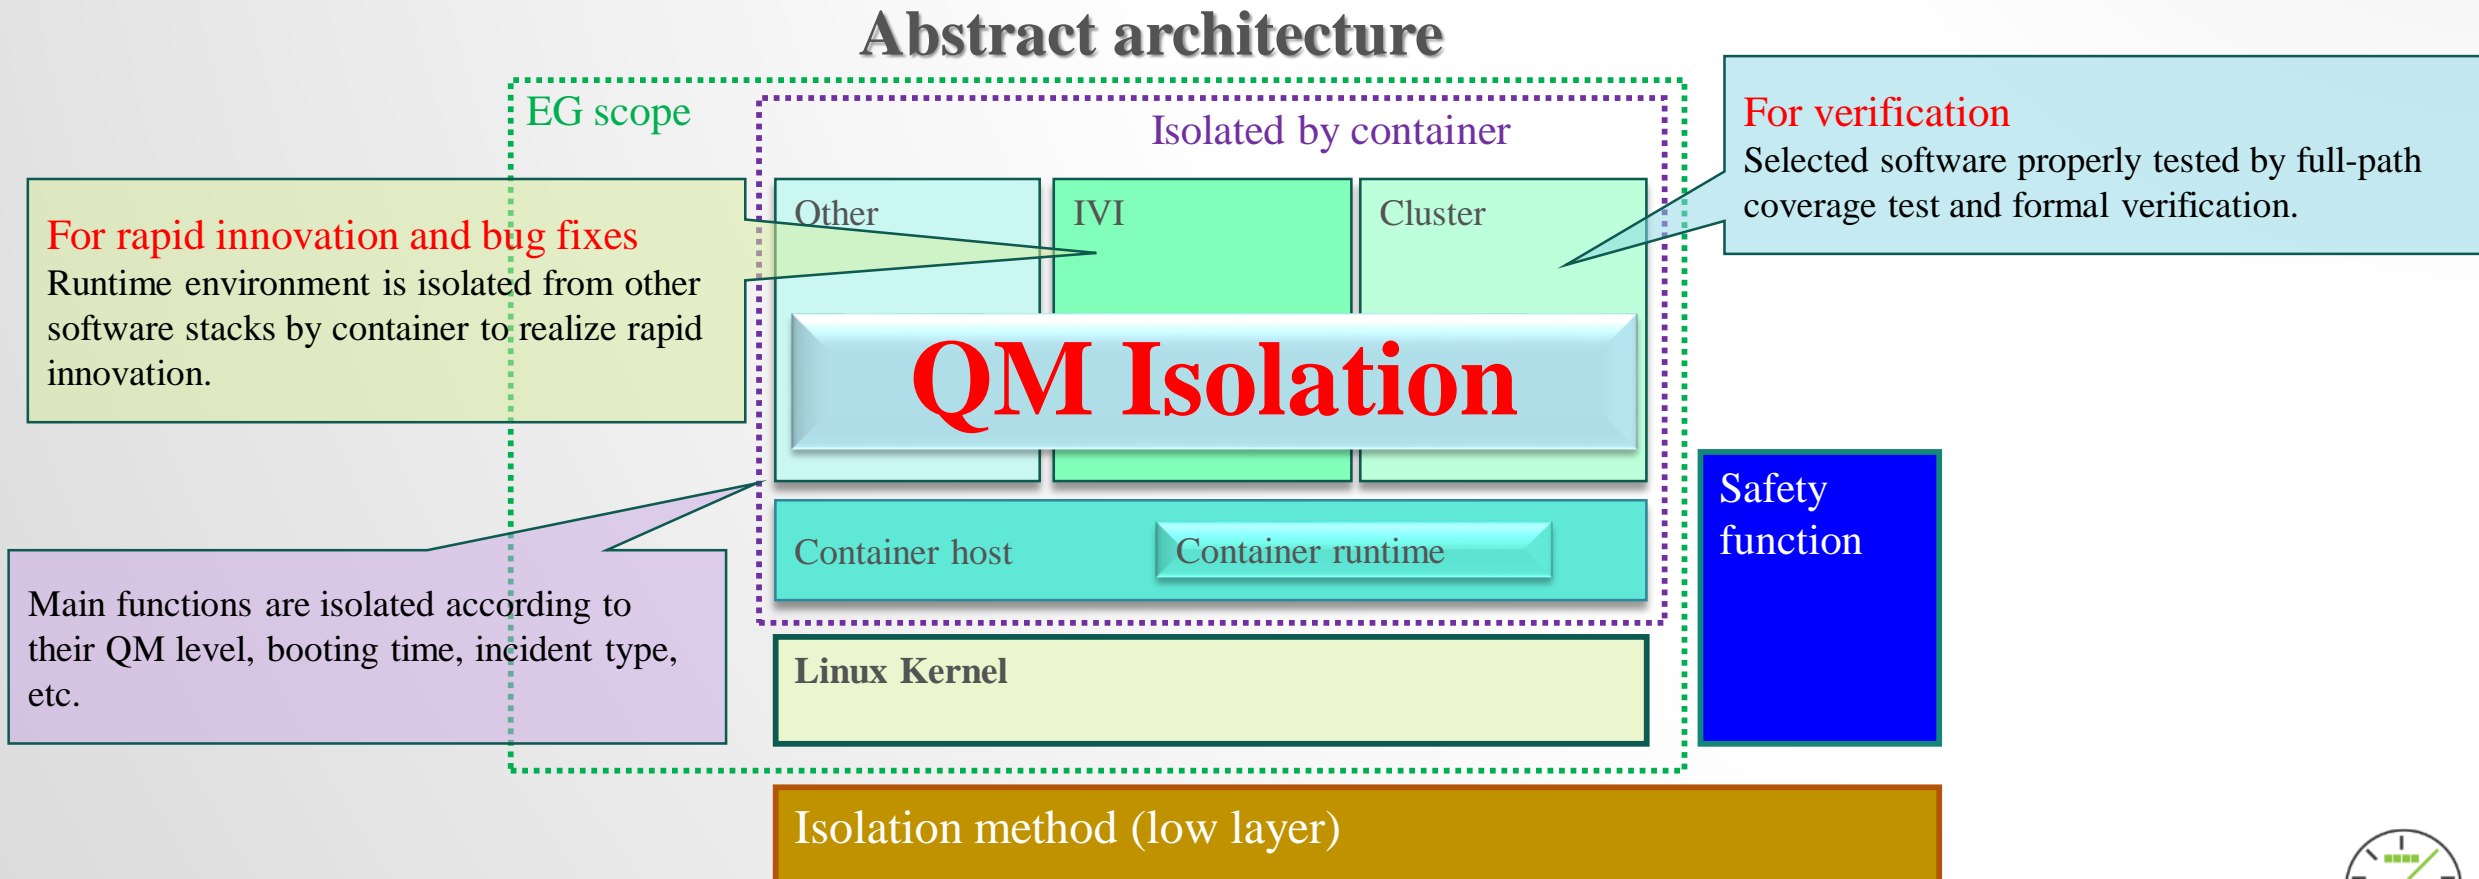 Abstract architecture
EG scope
Isolated by container
For verification
Selected software properly tested by full-path
coverage test and formal verification.
For rapid innovation and bug fixes
Runtime environment is isolated from other
software stacks by container to realize rapid
innovation.
Other
IVI
Cluster
QM Isolation
Safety
function
Container host
Container runtime
Main functions are isolated according to
their QM level, booting time, incident type,
etc.
Linux Kernel
Isolation method (low layer)